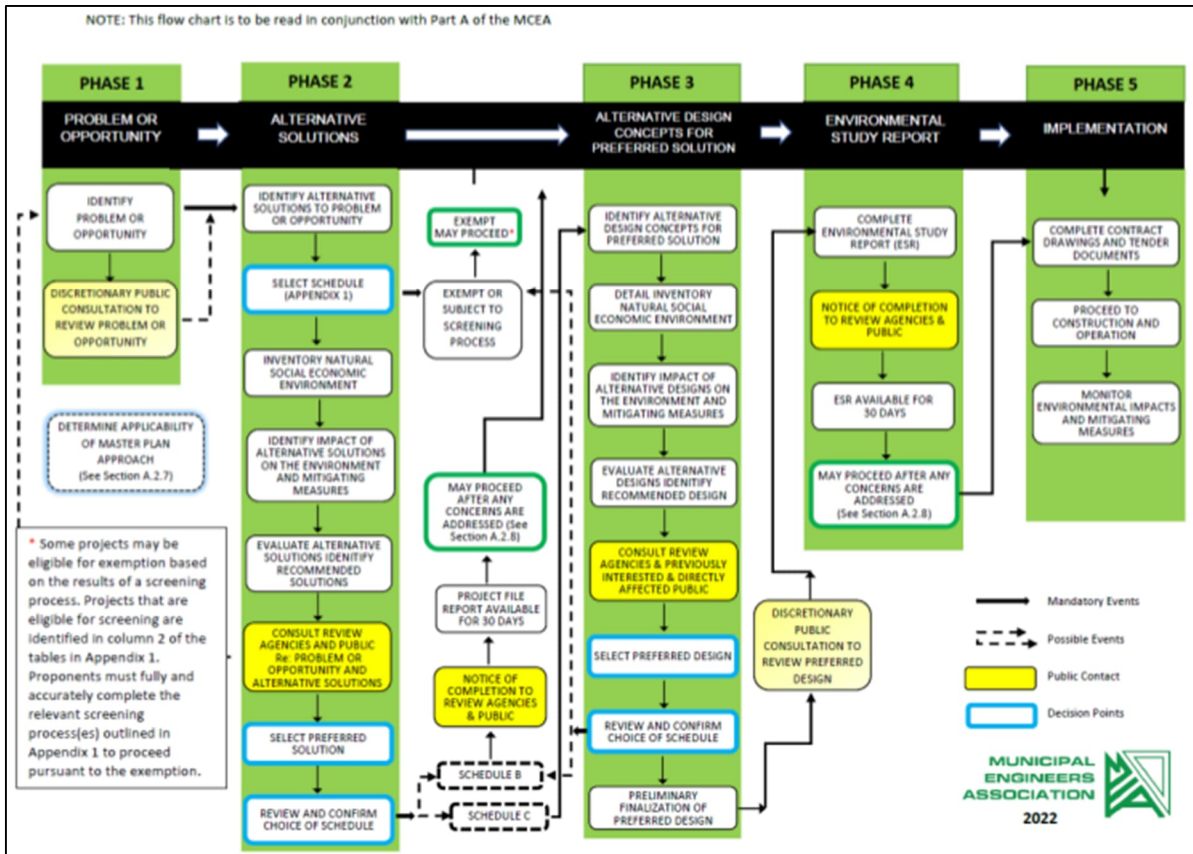 NOTE: This flow chart is to be read in conjunction with Part A of the MCEA
PHASE 1
PROBLEM OR
OPPORTUNITY
IDENTIFY
PROBLEM OR
OPPORTUNITY
DISCRETIONARY PUBLIC
CONSULTATION TO
REVIEW PROBLEM OR
OPPORTUNITY
DETERMINE APPLICABILITY
OF MASTER PLAN
APPROACH
(See Section A.2.7)
* Some projects may be
eligible for exemption based
on the results of a screening
process. Projects that are
eligible for screening are
identified in column 2 of the
tables in Appendix 1.
Proponents must fully and
accurately complete the
relevant screening
process(es) outlined in
Appendix 1 to proceed
pursuant to the exemption.
PHASE 2
ALTERNATIVE
SOLUTIONS
IDENTIFY ALTERNATIVE
SOLUTIONS TO PROBLEM
OR OPPORTUNITY
SELECT SCHEDULE
(APPENDIX 1)
INVENTORY NATURAL
SOCIAL ECONOMIC
ENVIRONMENT
IDENTIFY IMPACT OF
ALTERNATIVE SOLUTIONS
ON THE ENVIRONMENT
AND MITIGATING
MEASURES
EVALUATE ALTERNATIVE
SOLUTIONS IDENITIFY
RECOMMENDED
SOLUTIONS
CONSULT REVIEW
AGENCIES AND PUBLIC
Re: PROBLEM OR
OPPORTUNITY AND
ALTERNATIVE SOLUTIONS
SELECT PREFERRED
SOLUTION
REVIEW AND CONFIRM
CHOICE OF SCHEDULE
EXEMPT
MAY PROCEED*
EXEMPT OR
SUBJECT TO
SCREENING
PROCESS
MAY PROCEED
AFTER ANY
CONCERNS ARE
ADDRESSED (See
Section A.2.8)
PROJECT FILE
REPORT AVAILABLE
FOR 30 DAYS
NOTICE OF
COMPLETION TO
REVIEW AGENCIES
& PUBLIC
SCHEDULE B
SCHEDULE C
PHASE 3
ALTERNATIVE DESIGN
CONCEPTS FOR
PREFERRED SOLUTION
IDENTIFY ALTERNATIVE
DESIGN CONCEPTS FOR
PREFERRED SOLUTION
DETAIL INVENTORY
NATURAL SOCIAL
ECONOMIC ENVIRONMENT
IDENTIFY IMPACT OF
ALTERNATIVE DESIGNS ON
THE ENVIRONMENT AND
MITIGATING MEASURES
EVALUATE ALTERNATIVE
DESIGNS IDEINITIFY
RECOMMENDED DESIGN
CONSULT REVIEW
AGENCIES & PREVIOUSLY
INTERESTED & DIRECTLY
AFFECTED PUBLIC
SELECT PREFERRED DESIGN
REVIEW AND CONFIRM
CHOICE OF SCHEDULE
PRELIMINARY
FINALIZATION OF
PREFERRED DESIGN
DISCRETIONARY
PUBLIC
CONSULTATION TO
REVIEW PREFERRED
DESIGN
PHASE 4
ENVIRONMENTAL
STUDY REPORT
COMPLETE
ENVIRONMENTAL STUDY
REPORT (ESR)
NOTICE OF COMPLETION
TO REVIEW AGENCIES &
PUBLIC
ESR AVAILABLE FOR
30 DAYS
MAY PROCEED AFTER ANY
CONCERNS ARE
ADDRESSED
(See Section A.2.8)
PHASE 5
IMPLEMENTATION
COMPLETE CONTRACT
DRAWINGS AND TENDER
DOCUMENTS
PROCEED TO
CONSTRUCTION AND
OPERATION
MONITOR
ENVIRONMENTAL IMPACTS
AND MITIGATING
MEASURES
Mandatory Events
Possible Events
Public Contact
Decision Points
MUNICIPAL
ENGINEERS
ASSOCIATION
2022